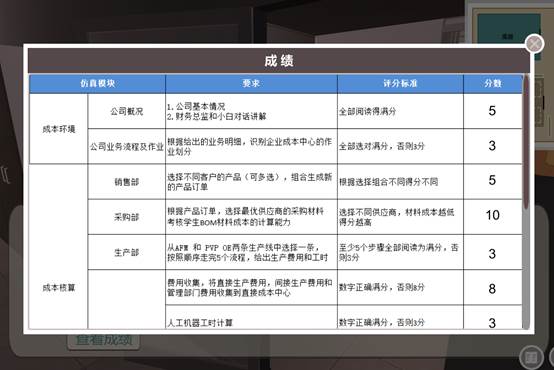 成绩
仿真模块 要求 评分标准 分数
成本环境
公司概况
1.公司基本情况
2.财务总监和小白对话讲解
全部阅读得满分
5
公司业务流程及作业
根据给出的业务明细，识别企业成本中心的作
业划分
全部选对满分，否则3分
3
成本核算
销售部
选择不同客户的产品（可多选），组合生成新
的产品订单
根据选择组合不同得分不同
5
采购部
根据产品订单，选择最优供应商的采购材料
考核学生BOM材料成本的计算能力
选择不同供应商，材料成本越低
得分越高
10
生产部
从AFM 和 PVP OE两条生产线中选择一条，
按照顺序走完5个流程，给出生产费用和工时
至少5个步骤全部阅读为满分，否
则3分
3
费用收集，将直接生产费用，间接生产费用和
管理部门费用收集到直接成本中心
数字正确满分，否则8分
8
人工机器工时计算
数字正确满分，否则3分
3
查看成绩